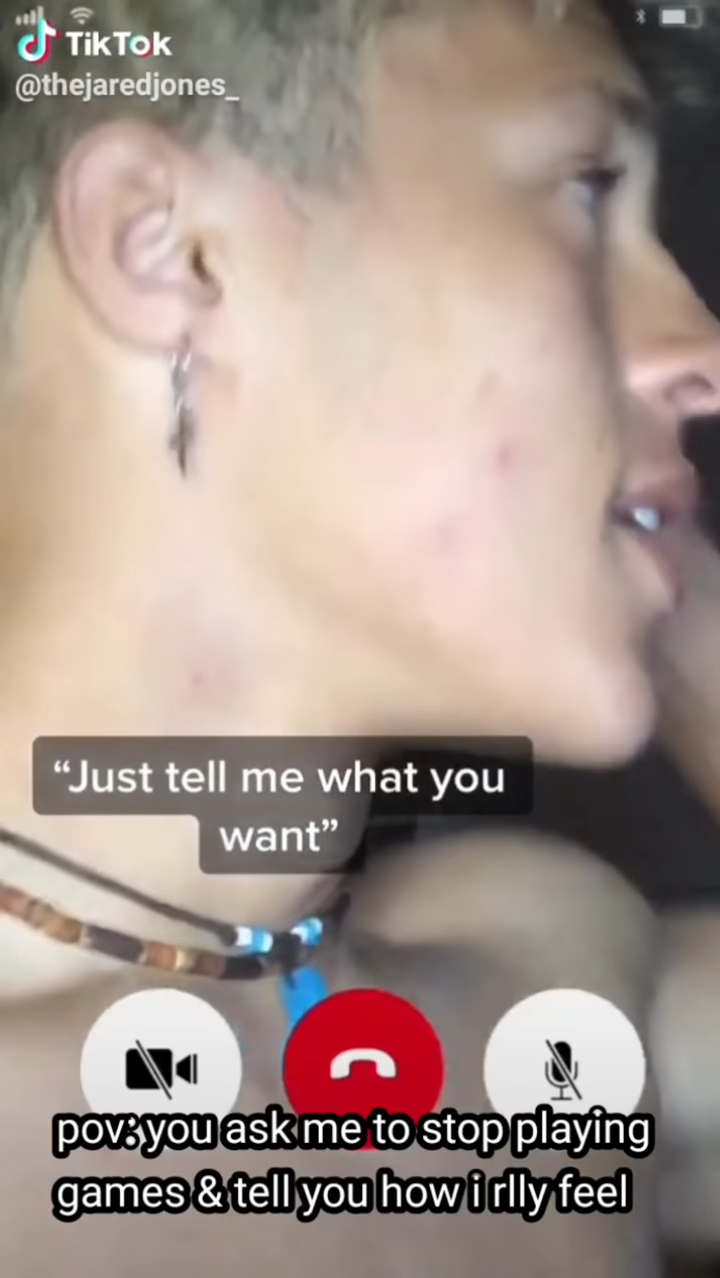 TikTok
@thejaredjones_
“Just tell me what you
want”
pov: you ask me to stop playing
games & tell you how i rlly feel